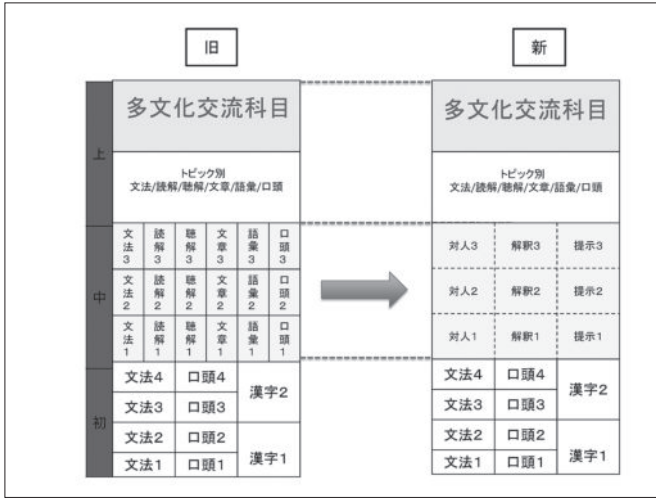 旧
新
上
多文化交流科目
トピック別
文法/読解/聴解/文章/語彙/口頭
中
文法3 読解3 聴解3 文章3 語彙3 口頭3
文法2 読解2 聴解2 文章2 語彙2 口頭2
文法1 読解1 聴解1 文章1 語彙1 口頭1
初
文法4 口頭4
漢字2
文法3 口頭3
文法2 口頭2
漢字1
文法1 口頭1
多文化交流科目
トピック別
文法/読解/聴解/文章/語彙/口頭
対人3 解釈3 提示3
対人2 解釈2 提示2
対人1 解釈1 提示1
文法4 口頭4
漢字2
文法3 口頭3
文法2 口頭2
漢字1
文法1 口頭1